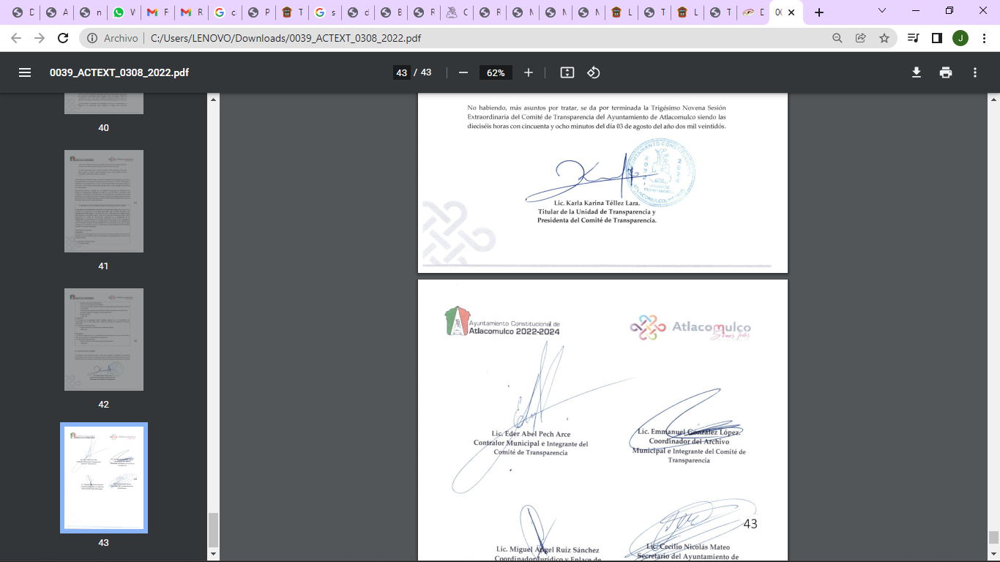 D
A
n
W
F
R
c
P
T
s
d
B
R
C
R
N
N
N
L
T
L
T
D
Archivo
C:/Users/LENOVO/Downloads/0039_ACTEXT_0308_2022.pdf
J
0039_ACTEXT_0308_2022.pdf
43 / 43
62%
40
41
42
43
No habiendo, más asuntos por tratar, se da por terminada la Trigésimo Novena Sesión
Extraordinaria del Comité de Transparencia del Ayuntamiento de Atlacomulco siendo las
dieciséis horas con cincuenta y ocho minutos del día 03 de agosto del año dos mil veintidós.
Lic. Karla Karina Téllez Lara.
Titular de la Unidad de Transparencia y
Presidenta del Comité de Transparencia.
Ayuntamiento Constitucional de
Atlacomulco 2022-2024
Atlacomulco
Lic. Eder Abel Pech Arce
Contralor Municipal e Integrante del
Comité de Transparencia
Lic. Emmanuel González López.
Coordinador del Archivo
Municipal e Integrante del Comité de
Transparencia
43
Lic. Miguel Ángel Ruiz Sánchez
Coordinador Jurídico y Enlace de
Lic. Cecilio Nicolás Mateo
Secretario del Ayuntamiento de